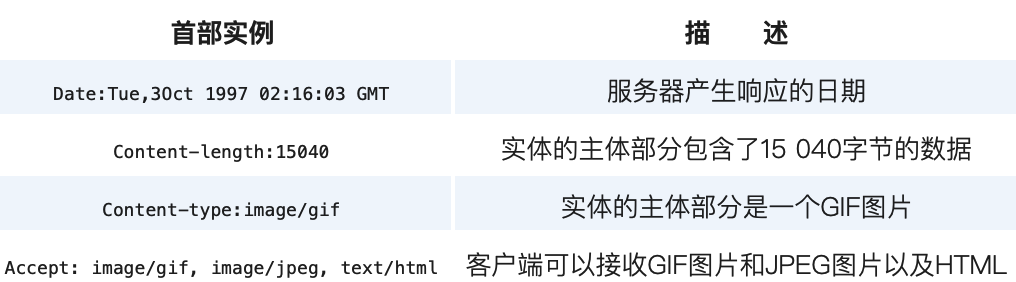 首部实例 描 述
Date:Tue,3Oct 1997 02:16:03 GMT 服务器产生响应的日期
Content-length:15040 实体的主体部分包含了15 040字节的数据
Content-type:image/gif 实体的主体部分是一个GIF图片
Accept: image/gif, image/jpeg, text/html 客户端可以接收GIF图片和JPEG图片以及HTML